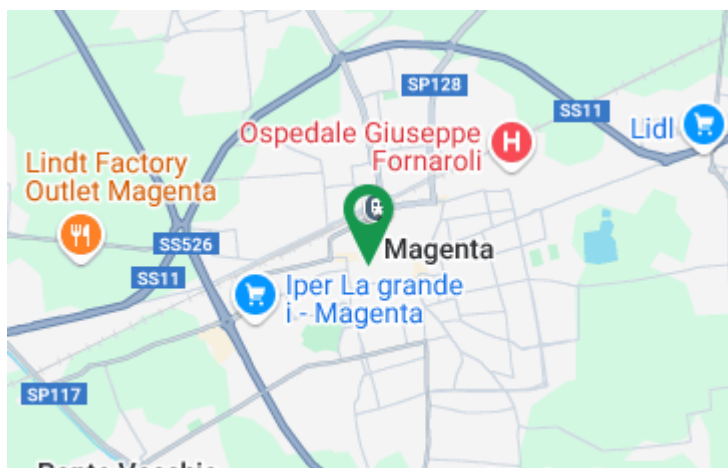 SP128
SS11
Lidl
Ospedale Giuseppe
Fornaroli
Lindt Factory
Outlet Magenta
SS526
Magenta
SS11
Iper La grande
i - Magenta
SP117